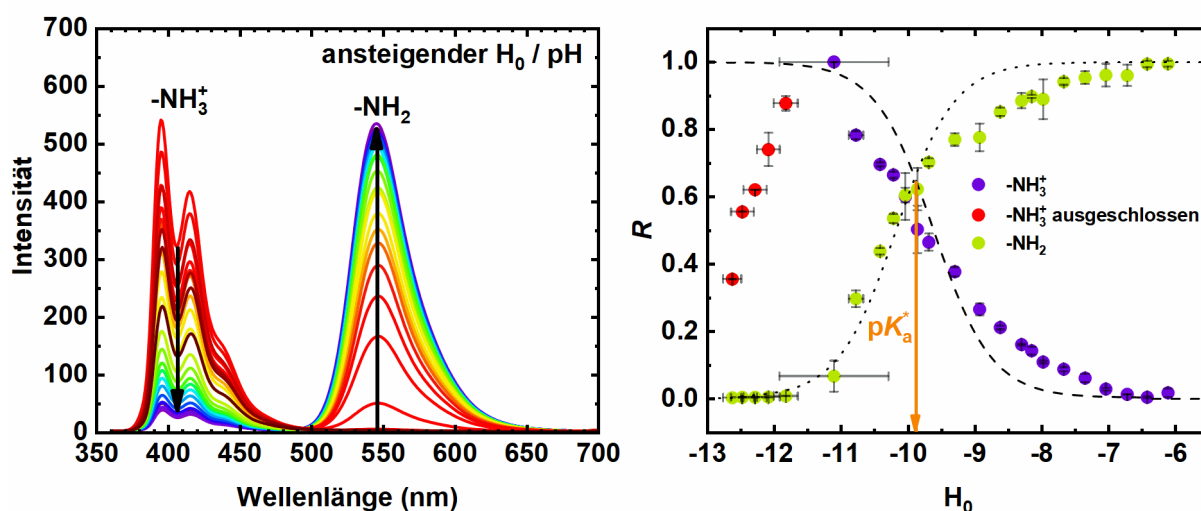 ansteigender H₀ / pH
-NH₃⁺
-NH₂
Intensität
700
600
500
400
300
200
100
0
350 400 450 500 550 600 650 700
Wellenlänge (nm)
R
1.0
0.8
0.6
0.4
0.2
0.0
-NH₃⁺
-NH₃⁺ ausgeschlossen
-NH₂
pKₐ*
-13 -12 -11 -10 -9 -8 -7 -6
H₀